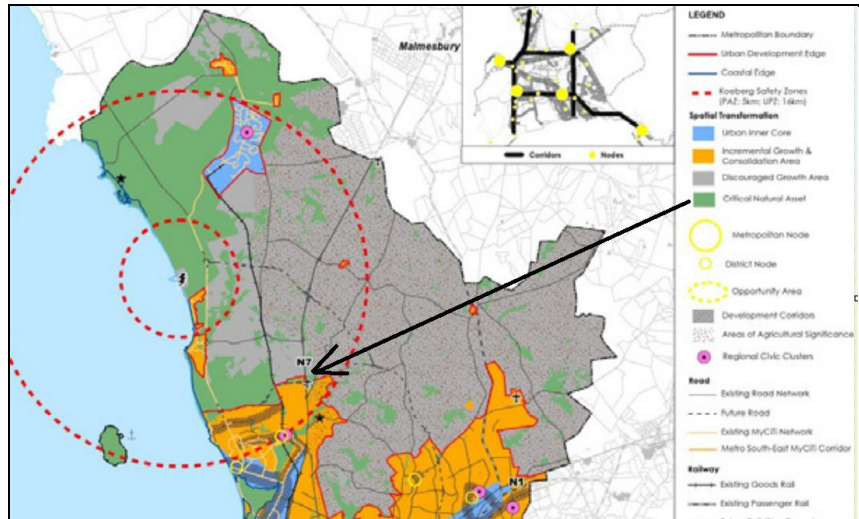 Malmesbury
N7
N1
Corridors
Nodes
LEGEND
Metropolitan Boundary
Urban Development Edge
Coastal Edge
Koeberg Safety Zones
(PAZ: 5km; UPZ: 16km)
Spatial Transformation
Urban Inner Core
Incremental Growth &
Consolidation Area
Discouraged Growth Area
Critical Natural Asset
Metropolitan Node
District Node
Opportunity Area
Development Corridors
Areas of Agricultural Significance
Regional Civic Clusters
Road
Existing Road Network
Future Road
Existing MyCiTi Network
Metro South-East MyCiTi Corridor
Railway
Existing Goods Rail
Existing Passenger Rail